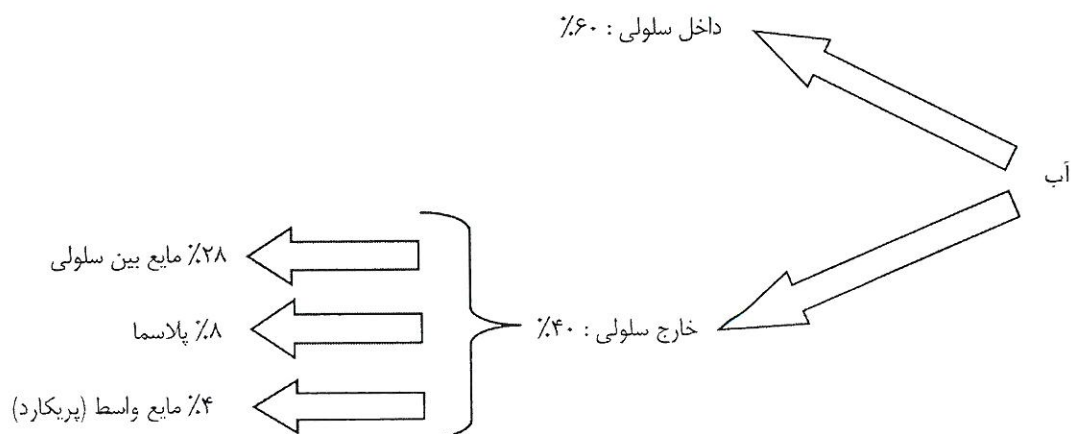 آب
داخل سلولی : ۶۰٪
خارج سلولی : ۴۰٪
۲۸٪ مایع بین سلولی
۸٪ پلاسما
۴٪ مایع واسط (پریکارد)